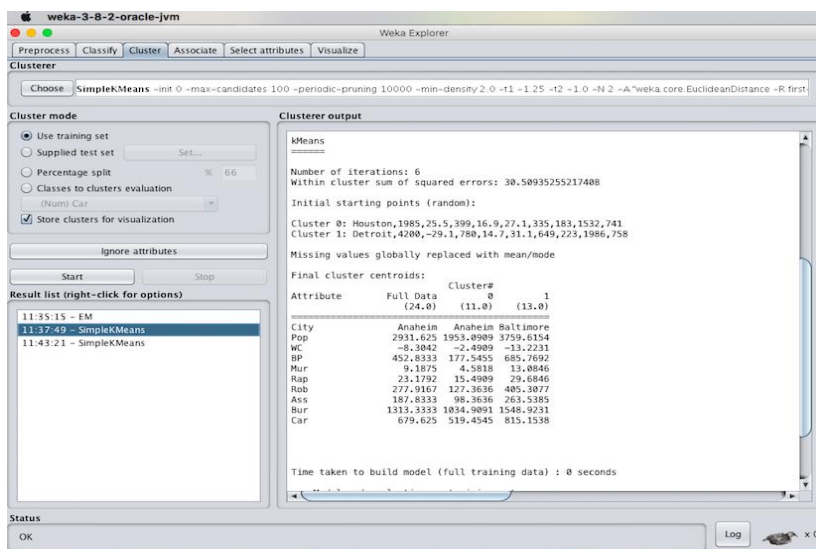 weka-3-8-2-oracle-jvm
Weka Explorer
Preprocess Classify Cluster Associate Select attributes Visualize
Clusterer
Choose SimpleKMeans -init 0 -max-candidates 100 -periodic-pruning 10000 -min-density 2.0 -t1 -1.25 -t2 -1.0 -N 2 -A "weka.core.EuclideanDistance -R first-
Cluster mode
Use training set
Supplied test set Set...
Percentage split % 66
Classes to clusters evaluation
(Num) Car
Store clusters for visualization
Ignore attributes
Start Stop
Result list (right-click for options)
11:35:15 - EM
11:37:49 - SimpleKMeans
11:43:21 - SimpleKMeans
Clusterer output
kMeans
======
Number of iterations: 6
Within cluster sum of squared errors: 30.50935255217408
Initial starting points (random):
Cluster 0: Houston,1985,25.5,399,16.9,27.1,335,183,1532,741
Cluster 1: Detroit,4200,-29.1,780,14.7,31.1,649,223,1986,758
Missing values globally replaced with mean/mode
Final cluster centroids:
Cluster#
Attribute Full Data 0 1
(24.0) (11.0) (13.0)
City Anaheim Anaheim Baltimore
Pop 2931.625 1953.0909 3759.6154
WC -8.3042 -2.4909 -13.2231
BP 452.8333 177.5455 685.7692
Mur 9.1875 4.5818 13.0846
Rap 23.1792 15.4909 29.6846
Rob 277.9167 127.3636 405.3077
Ass 187.8333 98.3636 263.5385
Bur 1313.3333 1034.9091 1548.9231
Car 679.625 519.4545 815.1538
Time taken to build model (full training data) : 0 seconds
Status
OK
Log
x 0